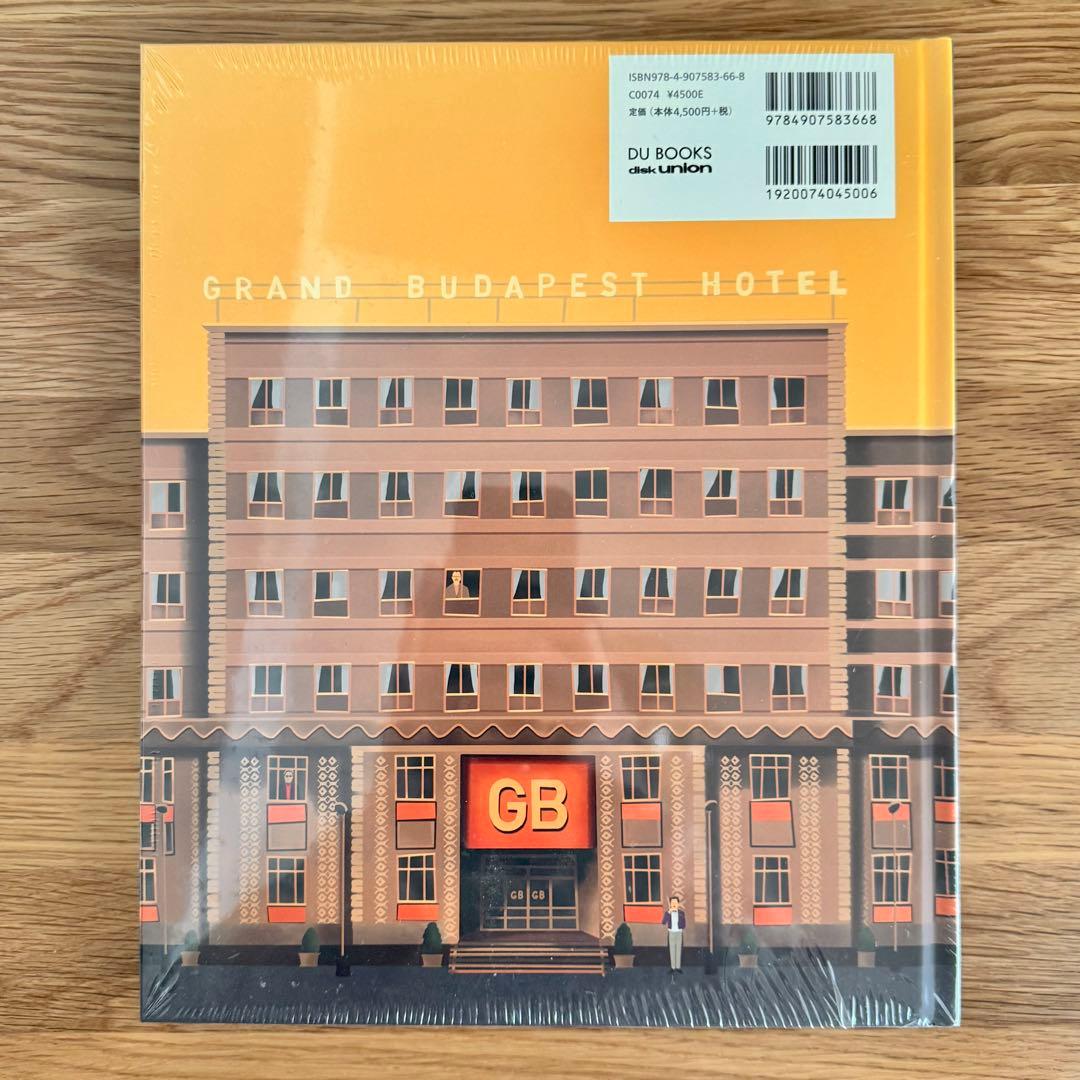 ISBN978-4-907583-66-8
C0074 ¥4500E
定価(本体4,500円+税)
9784907583668
DU BOOKS
disk union
1920074045006
GRAND BUDAPEST HOTEL
GB
GB GB